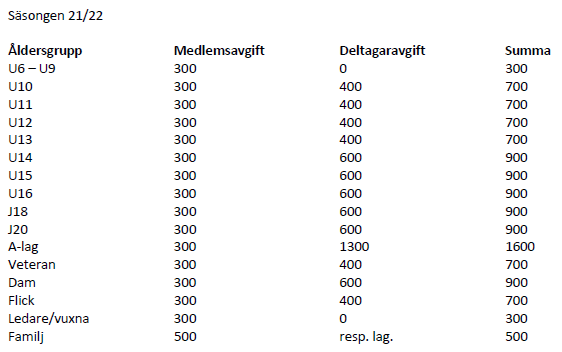 Säsongen 21/22
Åldersgrupp Medlemsavgift Deltagaravgift Summa
U6 – U9 300 0 300
U10 300 400 700
U11 300 400 700
U12 300 400 700
U13 300 400 700
U14 300 600 900
U15 300 600 900
U16 300 600 900
J18 300 600 900
J20 300 600 900
A-lag 300 1300 1600
Veteran 300 400 700
Dam 300 600 900
Flick 300 400 700
Ledare/vuxna 300 0 300
Familj 500 resp. lag. 500